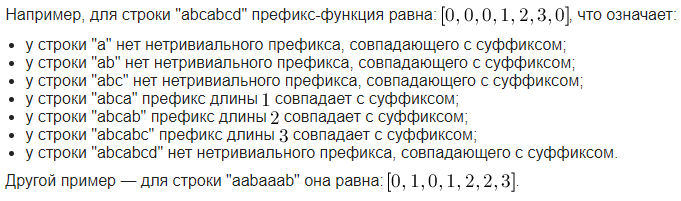 Например, для строки "abcabcd" префикс-функция равна: [0, 0, 0, 1, 2, 3, 0], что означает:
• у строки "a" нет нетривиального префикса, совпадающего с суффиксом;
• у строки "ab" нет нетривиального префикса, совпадающего с суффиксом;
• у строки "abc" нет нетривиального префикса, совпадающего с суффиксом;
• у строки "abca" префикс длины 1 совпадает с суффиксом;
• у строки "abcab" префикс длины 2 совпадает с суффиксом;
• у строки "abcabc" префикс длины 3 совпадает с суффиксом;
• у строки "abcabcd" нет нетривиального префикса, совпадающего с суффиксом.
Другой пример — для строки "aabaaab" она равна: [0, 1, 0, 1, 2, 2, 3].